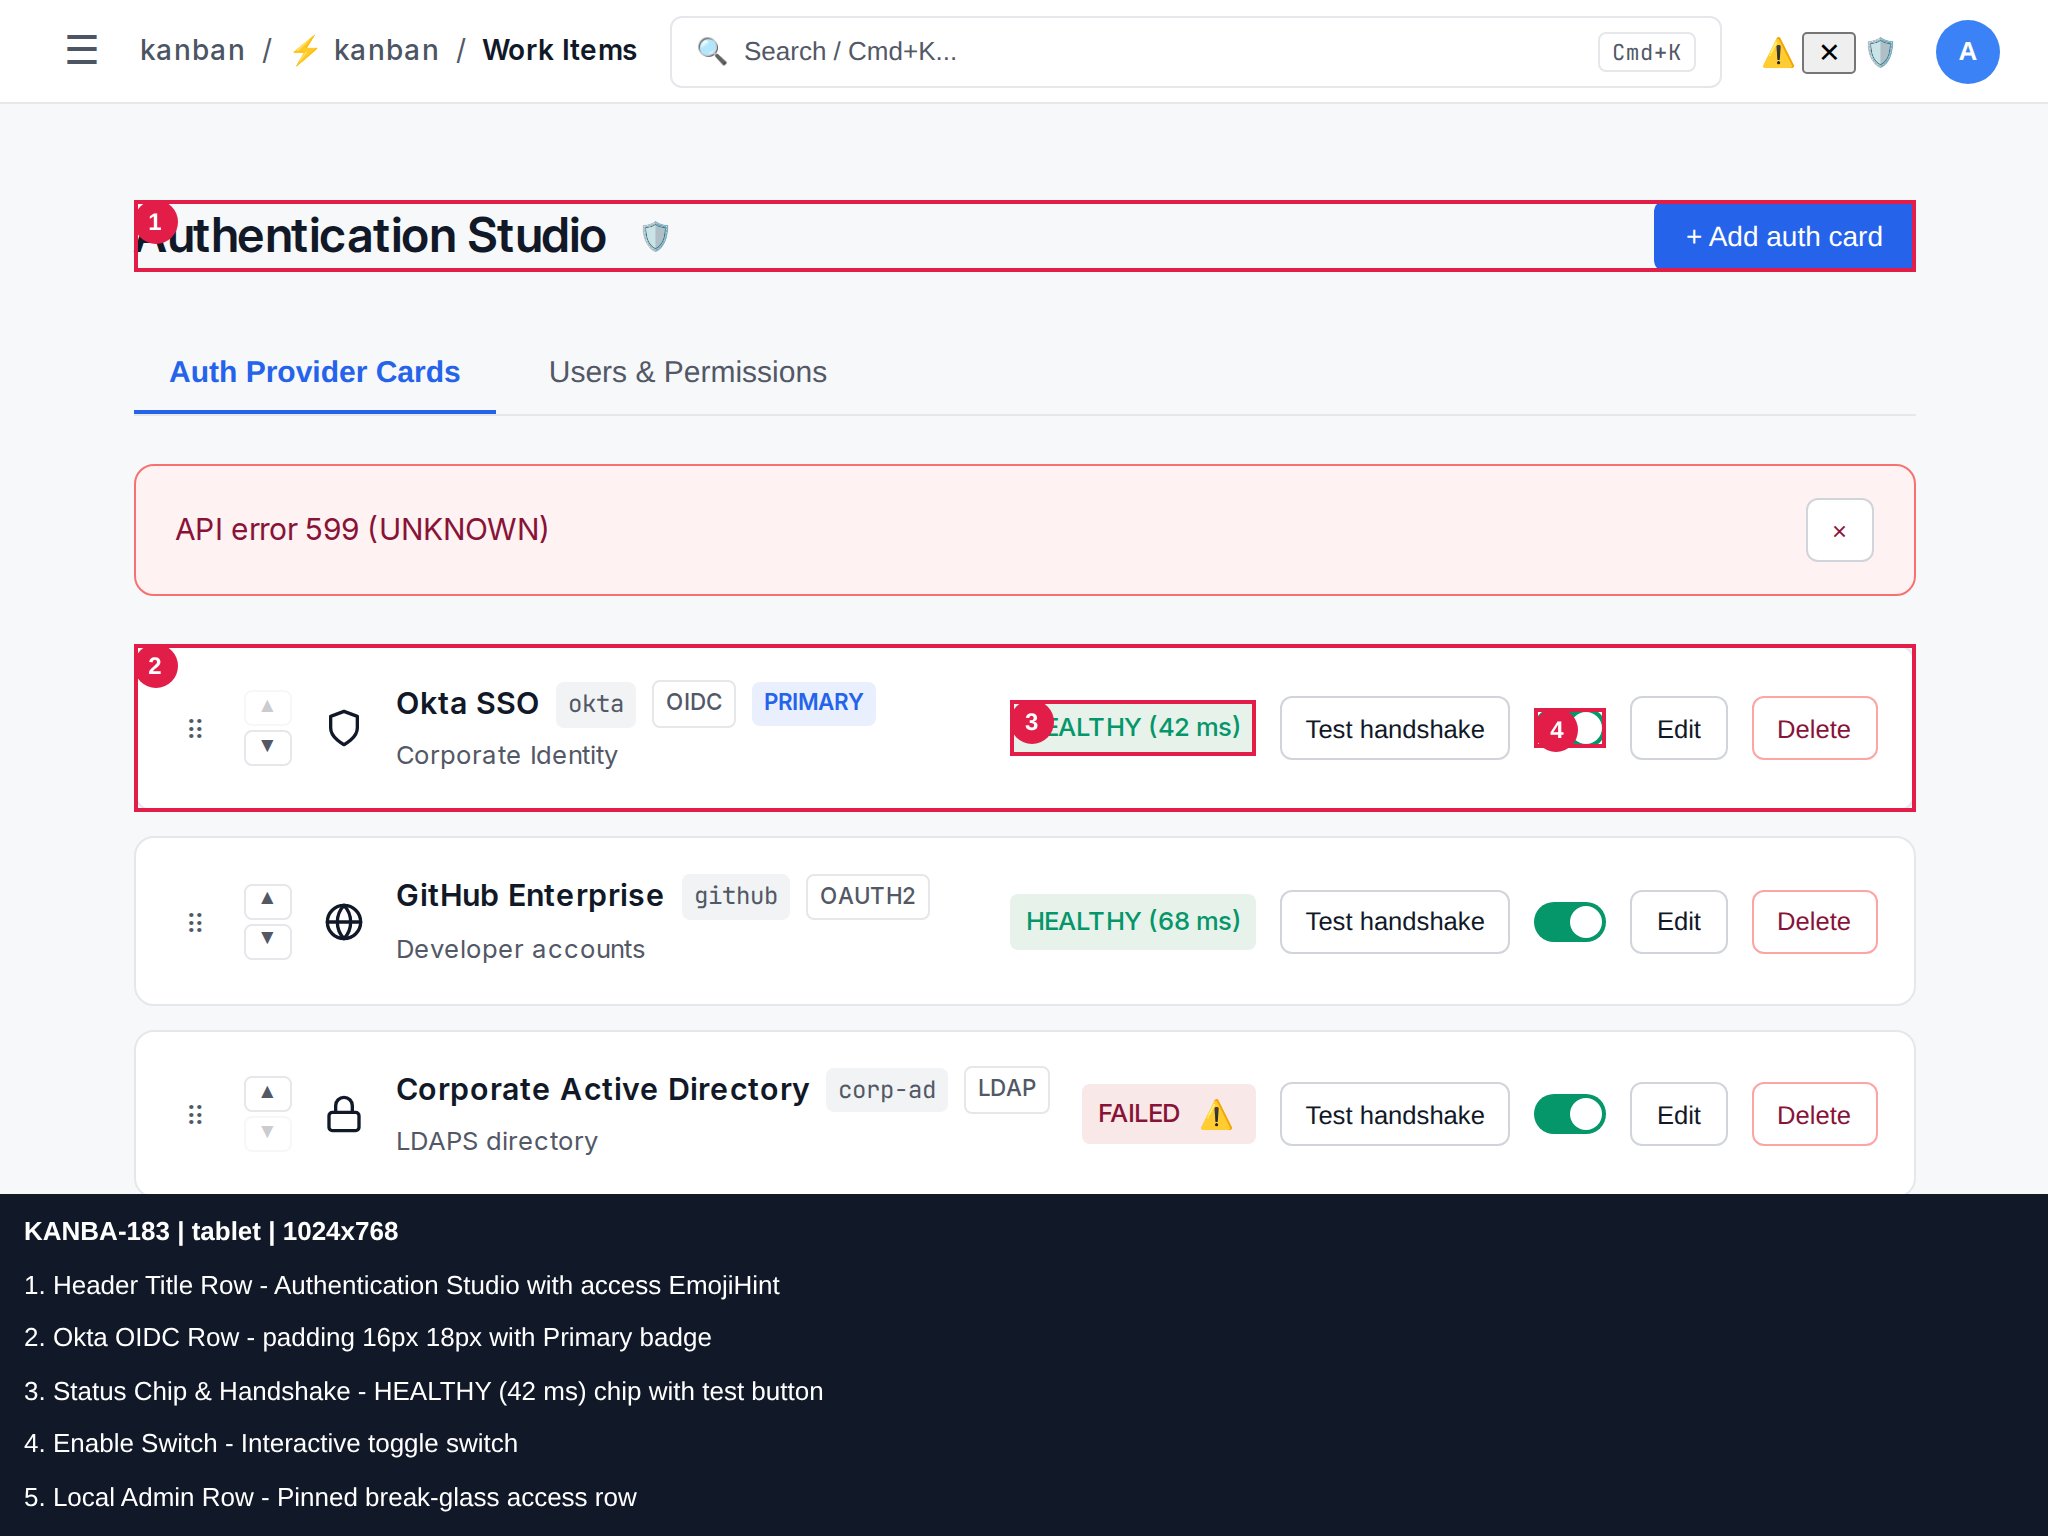 ☰ kanban / ⚡ kanban / Work Items 🔍 Search / Cmd+K... Cmd+K ⚠️ ✕ 🛡️ A
1 Authentication Studio 🛡️ + Add auth card
Auth Provider Cards Users & Permissions
API error 599 (UNKNOWN) ×
2
Okta SSO okta OIDC PRIMARY
Corporate Identity
3 EALTHY (42 ms) Test handshake 4 Edit Delete
GitHub Enterprise github OAUTH2
Developer accounts
HEALTHY (68 ms) Test handshake Edit Delete
Corporate Active Directory corp-ad LDAP
LDAPS directory
FAILED ⚠️ Test handshake Edit Delete
KANBA-183 | tablet | 1024x768
1. Header Title Row - Authentication Studio with access EmojiHint
2. Okta OIDC Row - padding 16px 18px with Primary badge
3. Status Chip & Handshake - HEALTHY (42 ms) chip with test button
4. Enable Switch - Interactive toggle switch
5. Local Admin Row - Pinned break-glass access row